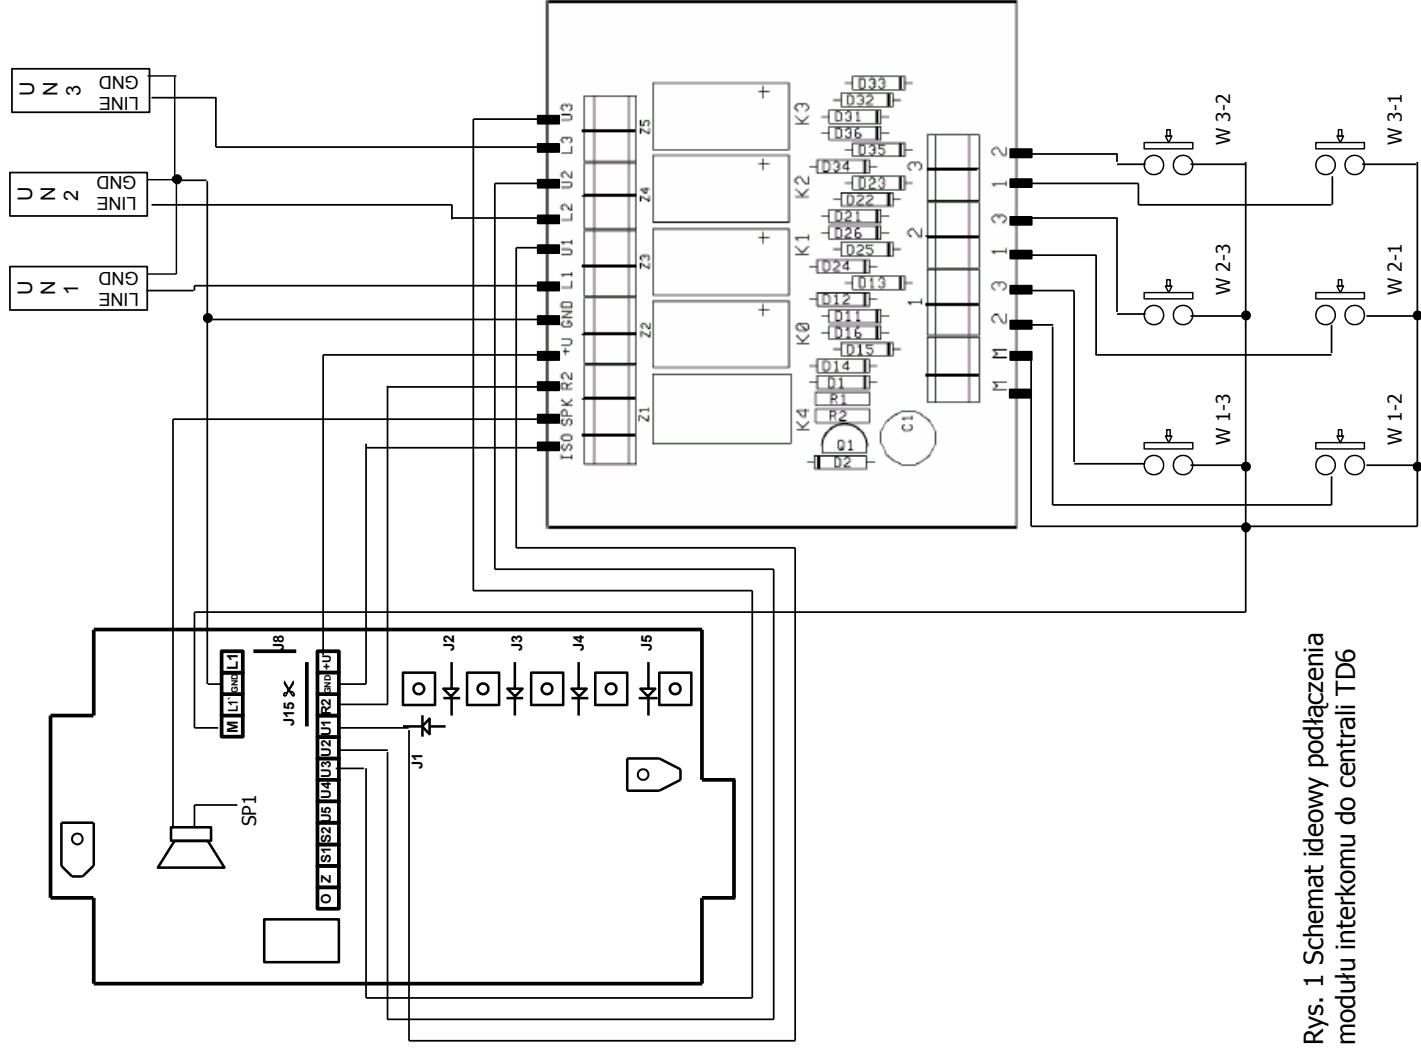 U N 3
GND
LINE
U N 2
GND
LINE
U N 1
GND
LINE
U3
L3
U2
L2
U1
L1
GND
+U
R2
SPK
ISO
Z5
Z4
Z3
Z2
Z1
+
K3
+
K2
+
K1
+
K0
K4
D33
D32
D31
D36
D35
D34
D23
D22
D21
D26
D25
D24
D13
D12
D11
D16
D15
D14
D1
R1
R2
Q1
D2
C1
3
2
1
2
1
3
1
3
2
M
M
W 3-2
W 3-1
W 2-3
W 2-1
W 1-3
W 1-2
M
L1'
GND
L1
J8
J15
O
Z
S1
S2
U5
U4
U3
U2
U1
R2
GND
+U
J1
J2
J3
J4
J5
SP1
Rys. 1 Schemat ideowy podłączenia
modułu interkomu do centrali TD6